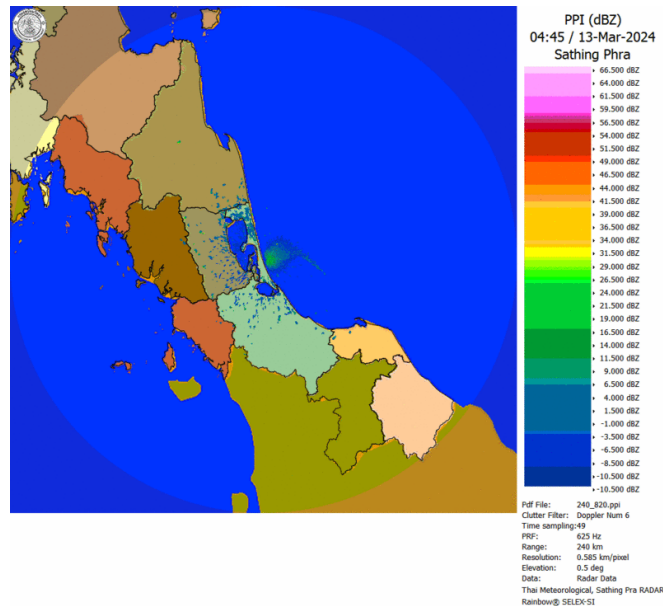 PPI (dBZ)
04:45 / 13-Mar-2024
Sathing Phra
66.500 dBZ
64.000 dBZ
61.500 dBZ
59.000 dBZ
56.500 dBZ
54.000 dBZ
51.500 dBZ
49.000 dBZ
46.500 dBZ
44.000 dBZ
41.500 dBZ
39.000 dBZ
36.500 dBZ
34.000 dBZ
31.500 dBZ
29.000 dBZ
26.500 dBZ
24.000 dBZ
21.500 dBZ
19.000 dBZ
16.500 dBZ
14.000 dBZ
11.500 dBZ
9.000 dBZ
6.500 dBZ
4.000 dBZ
1.500 dBZ
-1.000 dBZ
-3.500 dBZ
-6.500 dBZ
-8.500 dBZ
-10.500 dBZ
-10.500 dBZ
Pdf File: 240_820.ppi
Clutter Filter: Doppler Num 6
Time sampling:49
PRF: 625 Hz
Range: 240 km
Resolution: 0.585 km/pixel
Elevation: 0.5 deg
Data: Radar Data
Thai Meteorological, Sathing Pra RADAR
Rainbow® SELEX-SI